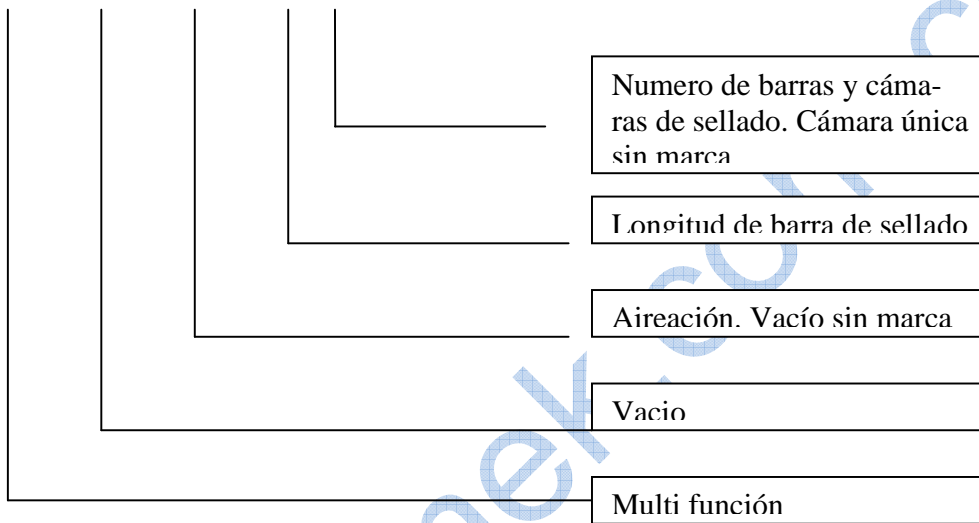 Numero de barras y cáma-
ras de sellado. Cámara única
sin marca
Longitud de barra de sellado
Aireación. Vacío sin marca
Vacio
Multi función